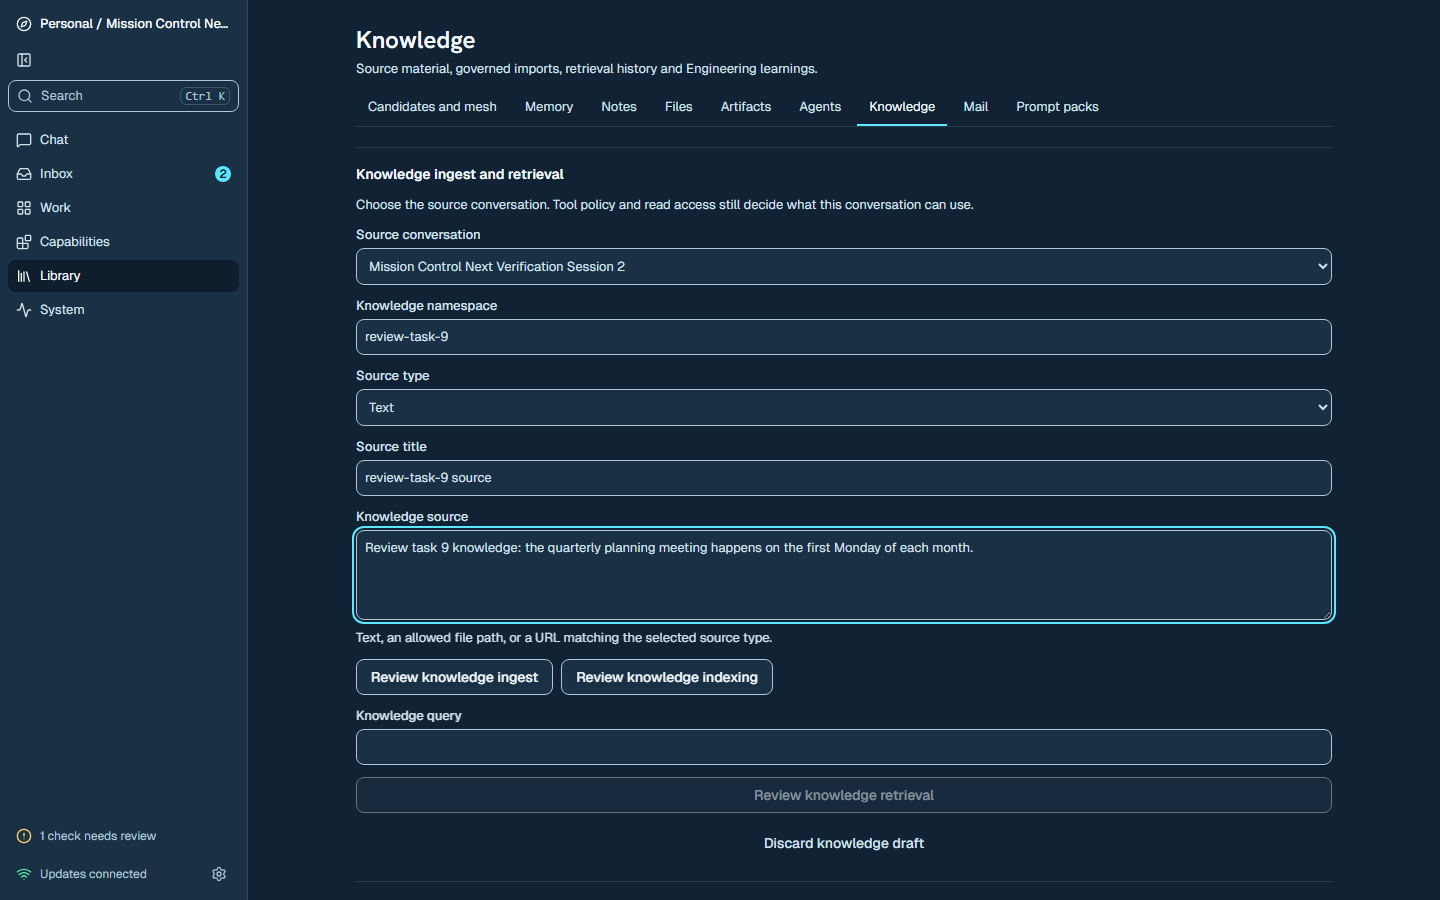 Personal / Mission Control Ne...
Search
Ctrl K
Chat
Inbox
2
Work
Capabilities
Library
System
1 check needs review
Updates connected
Knowledge
Source material, governed imports, retrieval history and Engineering learnings.
Candidates and mesh
Memory
Notes
Files
Artifacts
Agents
Knowledge
Mail
Prompt packs
Knowledge ingest and retrieval
Choose the source conversation. Tool policy and read access still decide what this conversation can use.
Source conversation
Mission Control Next Verification Session 2
Knowledge namespace
review-task-9
Source type
Text
Source title
review-task-9 source
Knowledge source
Review task 9 knowledge: the quarterly planning meeting happens on the first Monday of each month.
Text, an allowed file path, or a URL matching the selected source type.
Review knowledge ingest
Review knowledge indexing
Knowledge query
Review knowledge retrieval
Discard knowledge draft